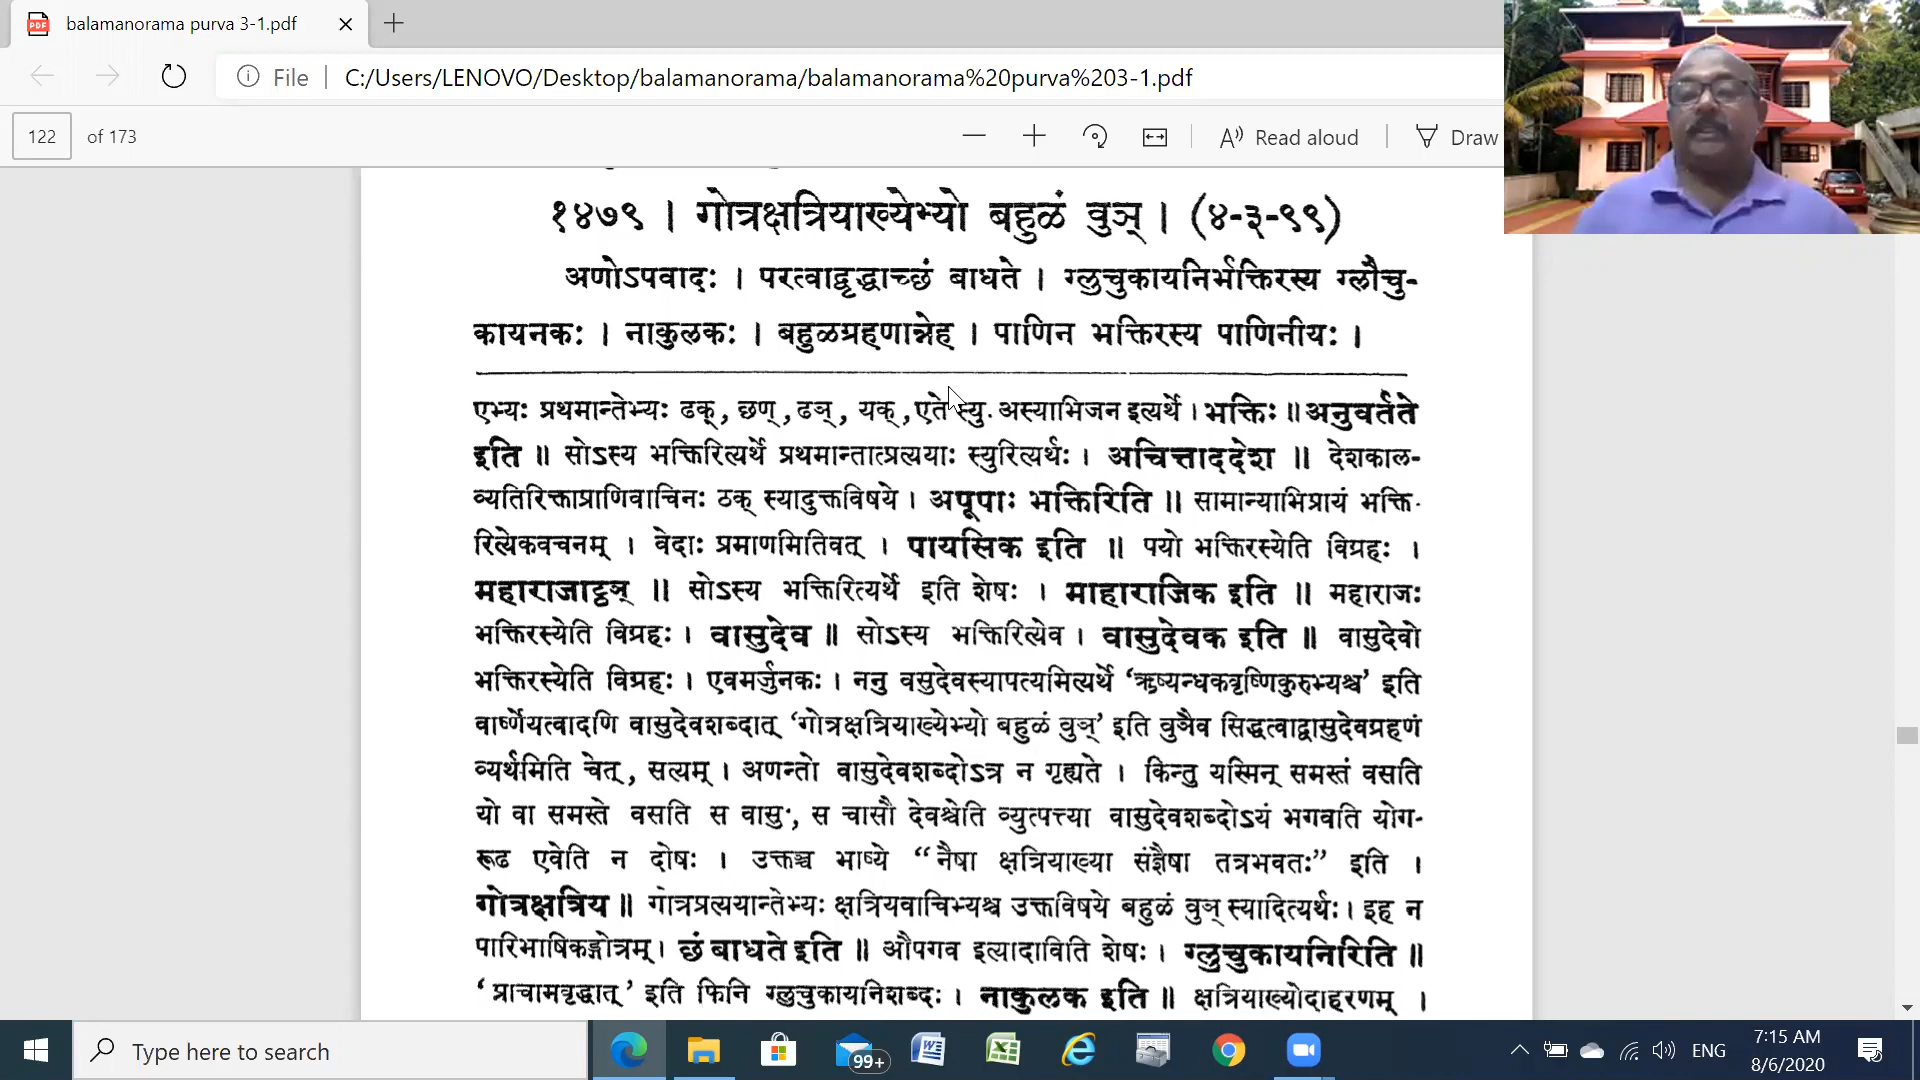 balamanorama purva 3-1.pdf
File | C:/Users/LENOVO/Desktop/balamanorama/balamanorama%20purva%203-1.pdf
122 of 173
Read aloud
Draw
१४७९ । गोत्रक्षत्रियाख्येभ्यो बहुळं वुञ् । (४-३-९९)
अणोऽपवादः । परत्वाद्वृद्धाच्छं बाधते । ग्लुचुकायनिर्भक्तिरस्य ग्लौचु-
कायनकः । नाकुलकः । बहुळग्रहणान्नेह । पाणिन भक्तिरस्य पाणिनीयः ।
एभ्यः प्रथमान्तेभ्यः ढक्, छण्, ढञ्, यक्, एते स्यु. अस्याभिजन इत्यर्थे । भक्तिः ॥ अनुवर्तते
इति ॥ सोऽस्य भक्तिरित्यर्थे प्रथमान्तात्प्रत्ययाः स्युरित्यर्थः । अचित्ताददेश ॥ देशकाल-
व्यतिरिक्ताप्राणिवाचिनः ठक् स्यादुक्तविषये । अपूपाः भक्तिरिति ॥ सामान्याभिप्रायं भक्ति-
रित्येकवचनम् । वेदाः प्रमाणमितिवत् । पायसिक इति ॥ पयो भक्तिरस्येति विग्रहः ।
महाराजाट्ठञ् ॥ सोऽस्य भक्तिरित्यर्थे इति शेषः । माहाराजिक इति ॥ महाराजः
भक्तिरस्येति विग्रहः । वासुदेव ॥ सोऽस्य भक्तिरित्येव । वासुदेवक इति ॥ वासुदेवो
भक्तिरस्येति विग्रहः । एवमर्जुनकः । ननु वसुदेवस्यापत्यमित्यर्थे ‘ऋष्यन्धकवृष्णिकुरुभ्यश्च’ इति
वार्ष्णेयत्वादणि वासुदेवशब्दात् ‘गोत्रक्षत्रियाख्येभ्यो बहुळं वुञ्’ इति वुञैव सिद्धत्वाद्वासुदेवग्रहणं
व्यर्थमिति चेत्, सत्यम् । अणन्तो वासुदेवशब्दोऽत्र न गृह्यते । किन्तु यस्मिन् समस्तं वसति
यो वा समस्ते वसति स वासुः, स चासौ देवश्चेति व्युत्पत्त्या वासुदेवशब्दोऽयं भगवति योग-
रूढ एवेति न दोषः । उक्तञ्च भाष्ये “नैषा क्षत्रियाख्या संज्ञैषा तत्रभवतः” इति ।
गोत्रक्षत्रिय ॥ गोत्रप्रत्ययान्तेभ्यः क्षत्रियवाचिभ्यश्च उक्तविषये बहुळं वुञ् स्यादित्यर्थः । इह न
पारिभाषिकङ्गोत्रम् । छं बाधते इति ॥ औपगव इत्यादाविति शेषः । ग्लुचुकायनिरिति ॥
‘प्राचामवृद्धात्’ इति फिनि ग्लुचुकायनिशब्दः । नाकुलक इति ॥ क्षत्रियाख्योदाहरणम् ।
Type here to search
99+
ENG
7:15 AM
8/6/2020